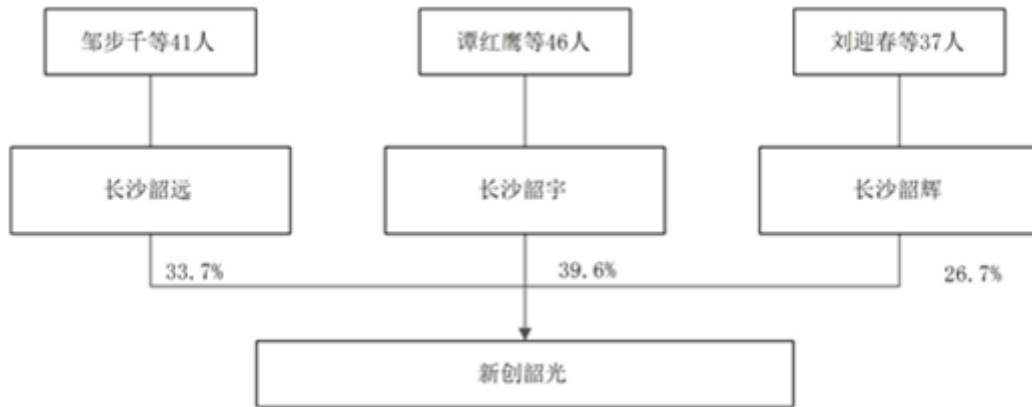 邹步千等41人
谭红鹰等46人
刘迎春等37人
长沙韶远
长沙韶宇
长沙韶辉
33.7%
39.6%
26.7%
新创韶光